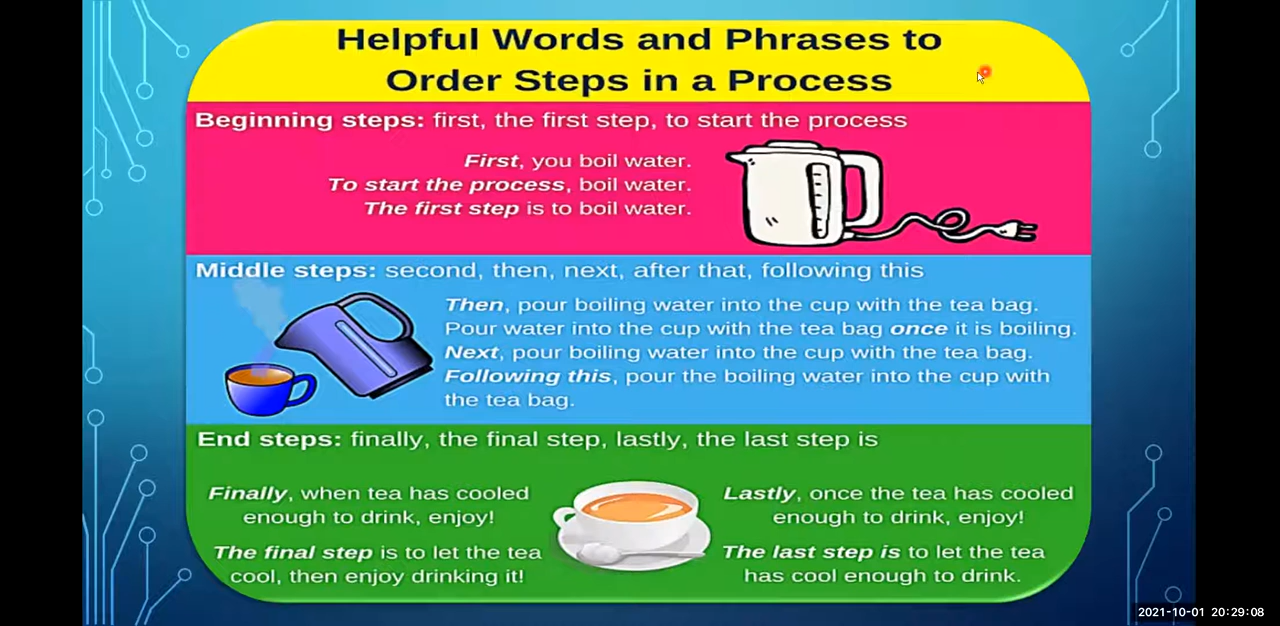 Helpful Words and Phrases to
Order Steps in a Process
Beginning steps: first, the first step, to start the process
First, you boil water.
To start the process, boil water.
The first step is to boil water.
Middle steps: second, then, next, after that, following this
Then, pour boiling water into the cup with the tea bag.
Pour water into the cup with the tea bag once it is boiling.
Next, pour boiling water into the cup with the tea bag.
Following this, pour the boiling water into the cup with
the tea bag.
End steps: finally, the final step, lastly, the last step is
Finally, when tea has cooled
enough to drink, enjoy!
The final step is to let the tea
cool, then enjoy drinking it!
Lastly, once the tea has cooled
enough to drink, enjoy!
The last step is to let the tea
has cool enough to drink.
2021-10-01 20:29:08